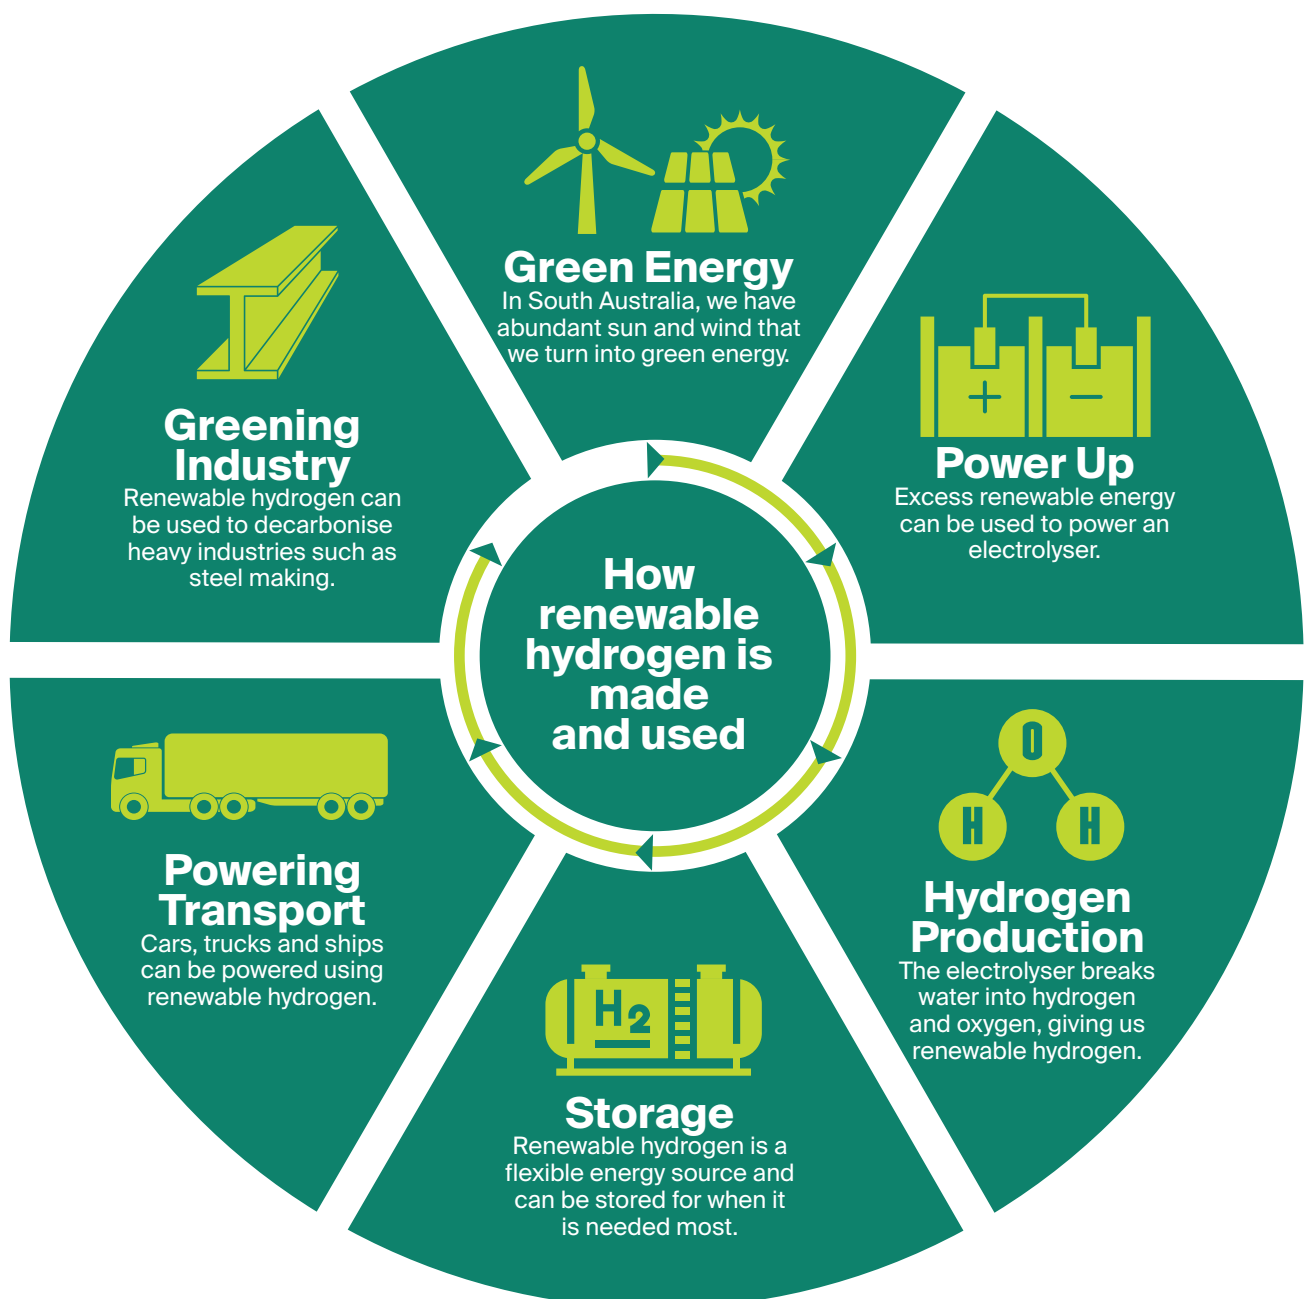 How
renewable
hydrogen is
made
and used
Green Energy
In South Australia, we have
abundant sun and wind that
we turn into green energy.
+
−
Power Up
Excess renewable energy
can be used to power an
electrolyser.
O
H H
Hydrogen
Production
The electrolyser breaks
water into hydrogen
and oxygen, giving us
renewable hydrogen.
H2
Storage
Renewable hydrogen is a
flexible energy source and
can be stored for when it
is needed most.
Powering
Transport
Cars, trucks and ships
can be powered using
renewable hydrogen.
Greening
Industry
Renewable hydrogen can
be used to decarbonise
heavy industries such as
steel making.